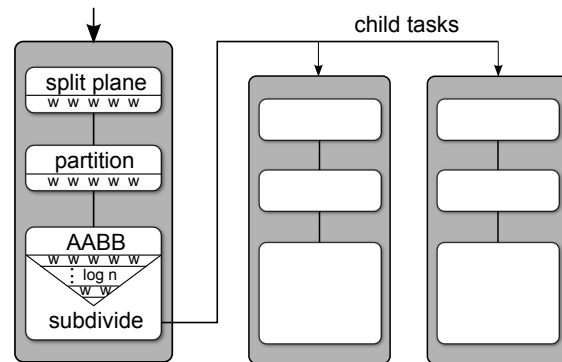 child tasks
split plane
w w w w w
partition
w w w w w
AABB
w w w w w
⋮ log n
w w
subdivide